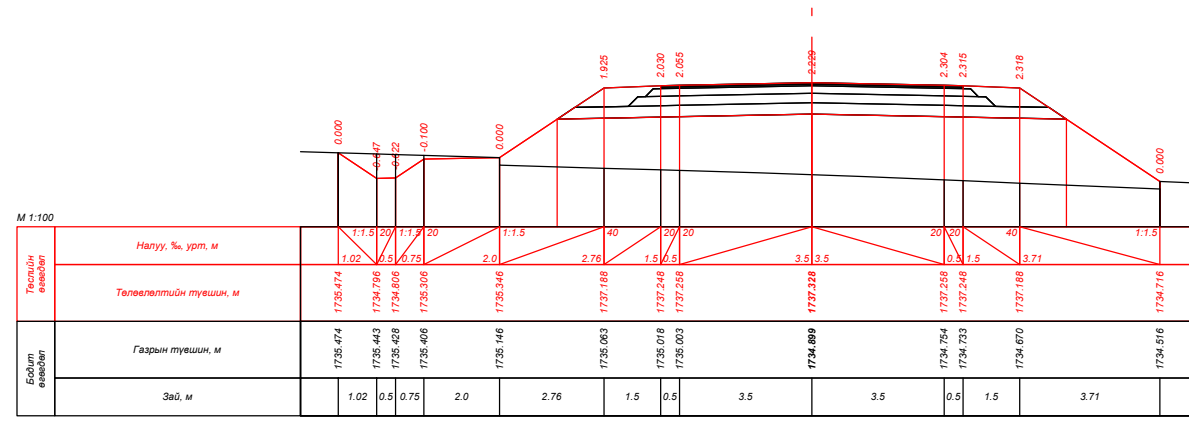 1.925
2.030
2.055
2.229
2.304
2.315
2.318
0.000
-0.100
0.000
0.000
М 1:100
Төслийн өгөгдөл
Налуу, ‰, урт, м
1:1.5 20 1:1.5 20 1:1.5 40 20 20 20 20 40 1:1.5
1.02 0.5 0.75 2.0 2.76 1.5 0.5 3.5 3.5 0.5 1.5 3.71
Төлөвлөлтийн түвшин, м
1735.474 1734.796 1734.806 1735.306 1735.346 1737.188 1737.248 1737.258 1737.328 1737.258 1737.248 1737.188 1734.716
Бодит өгөгдөл
Газрын түвшин, м
1735.474 1735.443 1735.428 1735.406 1735.146 1735.063 1735.018 1735.003 1734.899 1734.754 1734.733 1734.670 1734.516
Зай, м
1.02 0.5 0.75 2.0 2.76 1.5 0.5 3.5 3.5 0.5 1.5 3.71